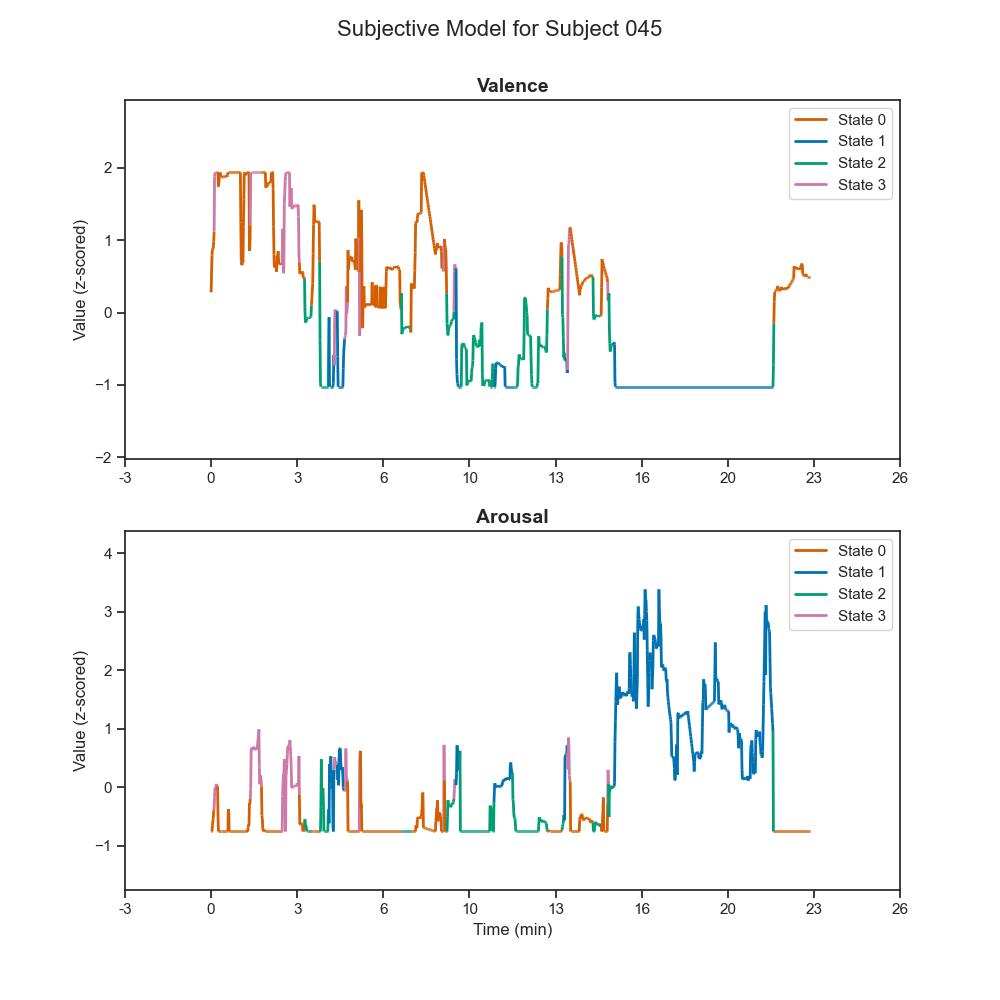 Subjective Model for Subject 045
Valence
Value (z-scored)
2
1
0
−1
−2
-3 0 3 6 10 13 16 20 23 26
State 0
State 1
State 2
State 3
Arousal
Value (z-scored)
4
3
2
1
0
−1
-3 0 3 6 10 13 16 20 23 26
Time (min)
State 0
State 1
State 2
State 3